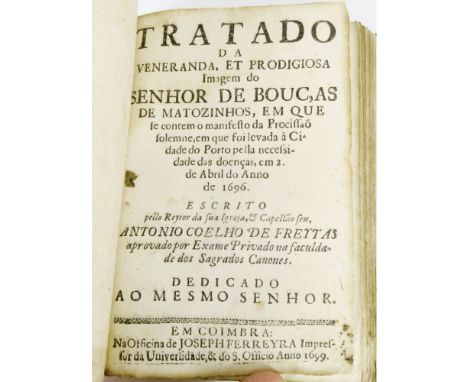 TRATADO
DA
VENERANDA, ET PRODIGIOSA
Imagem do
SENHOR DE BOUC,AS
DE MATOZINHOS, EM QUE
se contem o manifesto da Procissaõ
solemne, em que foi levada à Ci-
dade do Porto pella necessi-
dade das doenças, em 2.
de Abril do Anno
de 1696.
ESCRITO
pello Reytor da sua Igreja, & Capellão seu,
ANTONIO COELHO DE FREYTAS
aprovado por Exame Privado na faculda-
de dos Sagrados Canones.
DEDICADO
AO MESMO SENHOR.
EM COIMBRA:
Na Officina de JOSEPH FERREYRA Impres-
sor da Universidade, & do S. Officio Anno 1699.